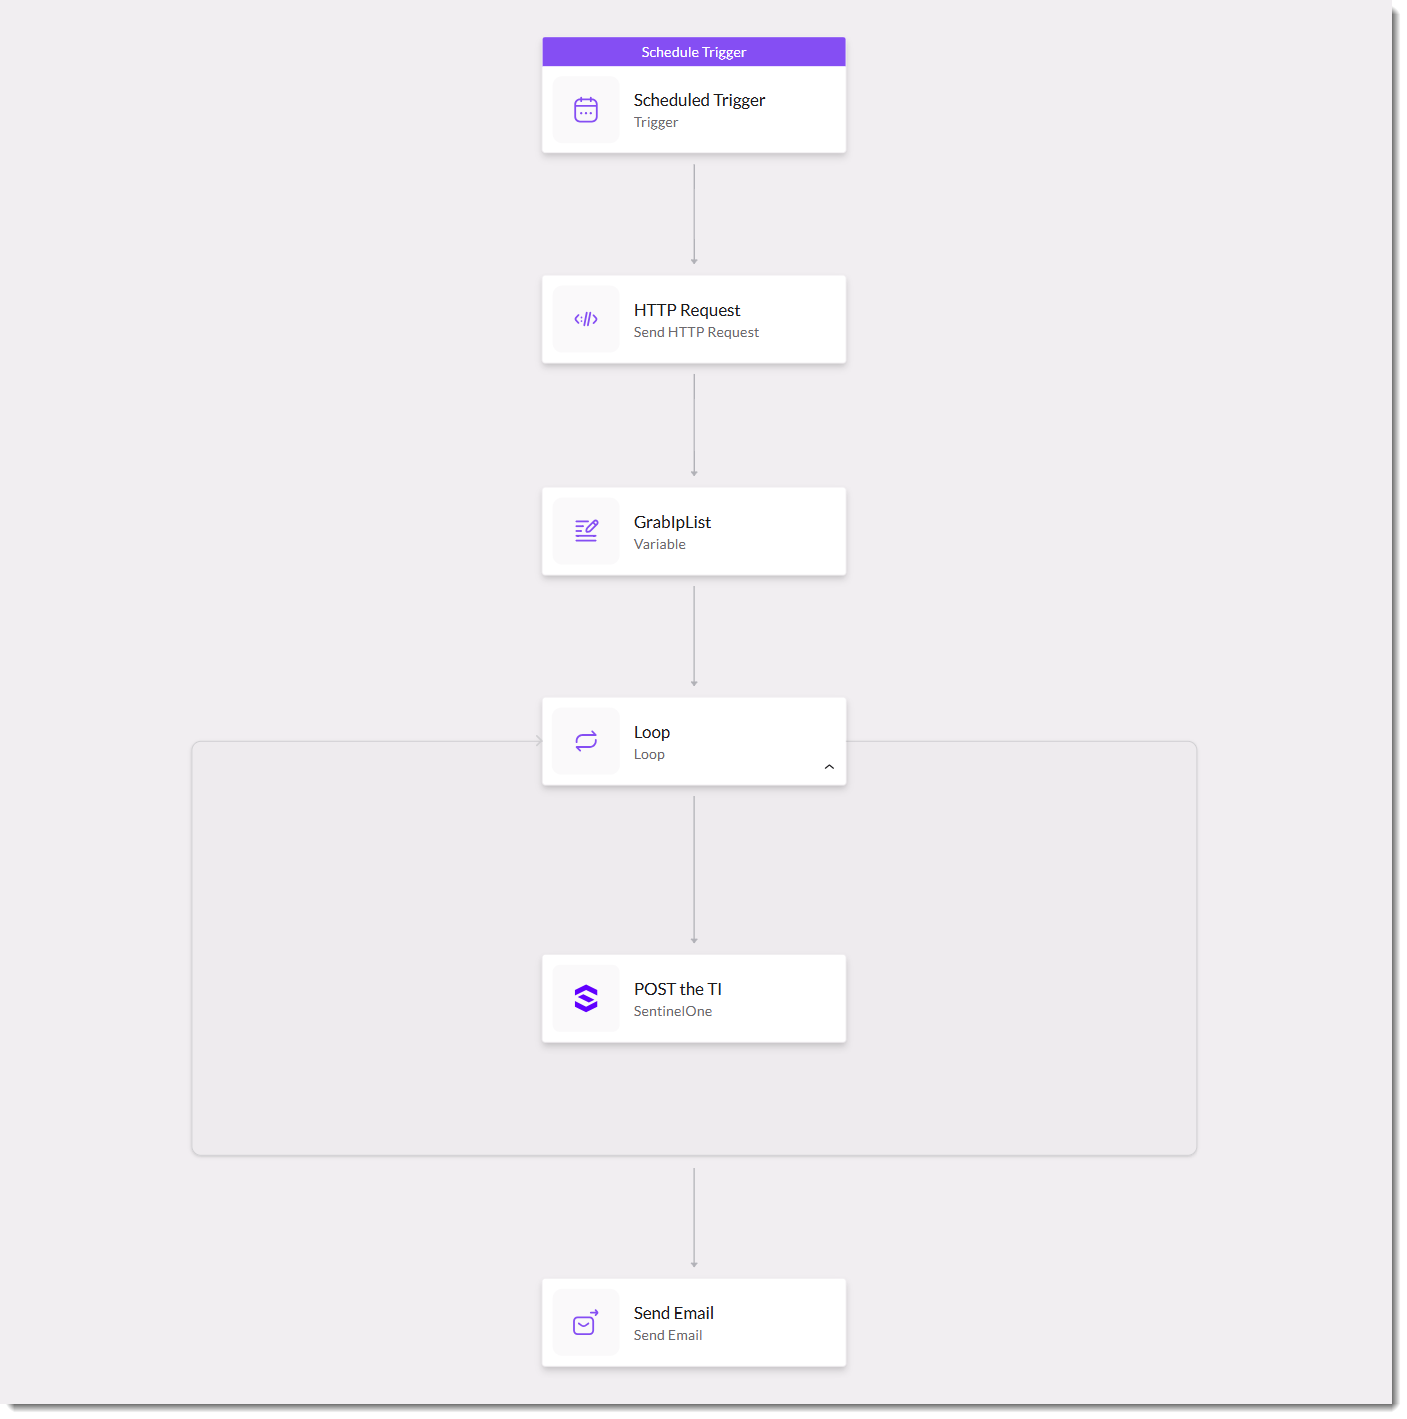 Schedule Trigger
Scheduled Trigger
Trigger
HTTP Request
Send HTTP Request
GrabIpList
Variable
Loop
Loop
POST the TI
SentinelOne
Send Email
Send Email